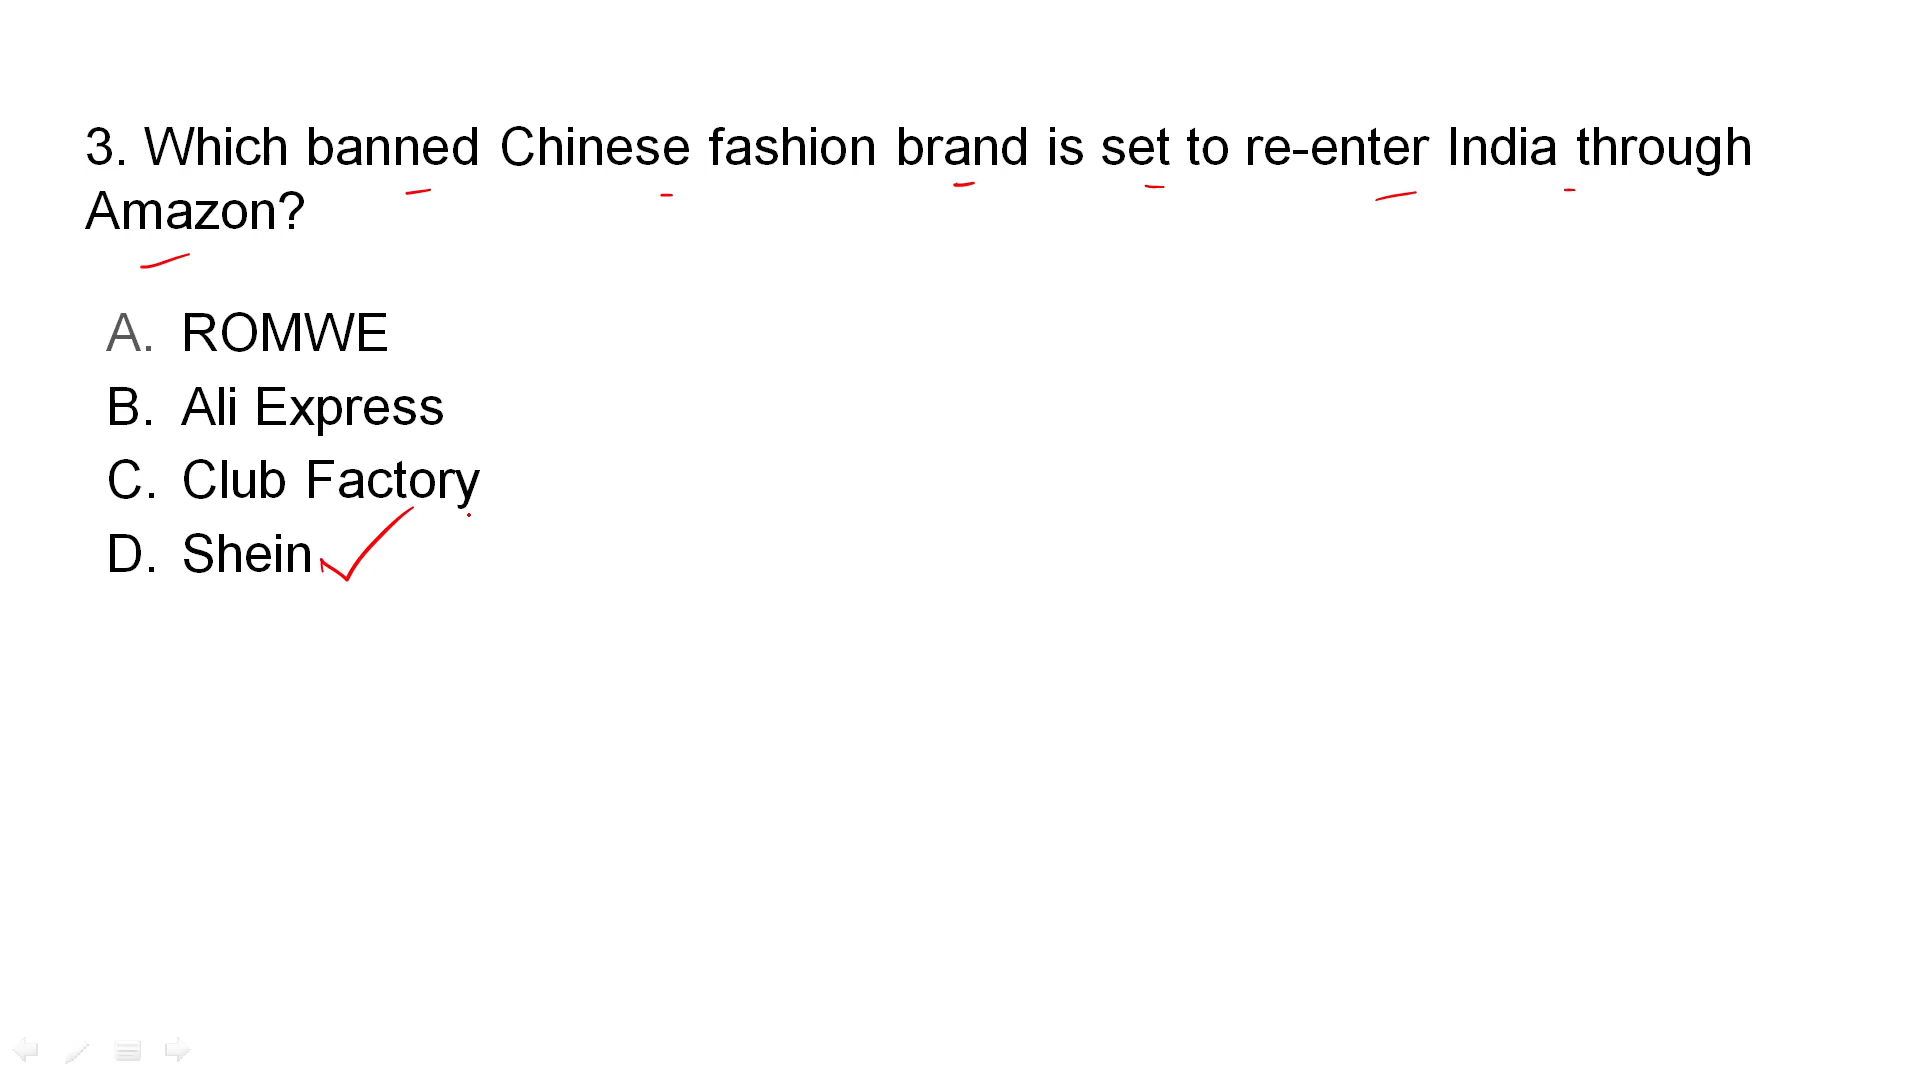 3. Which banned Chinese fashion brand is set to re-enter India through
Amazon?
A. ROMWE
B. Ali Express
C. Club Factory
D. Shein